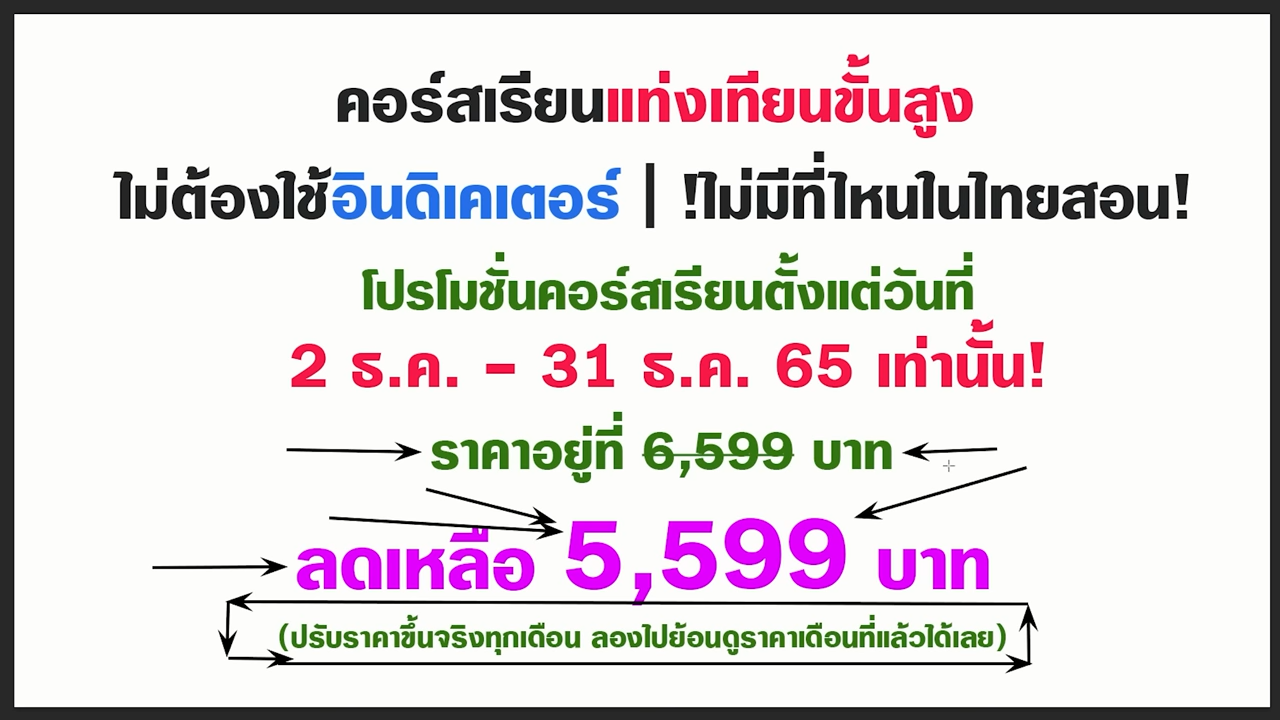 คอร์สเรียนแท่งเทียนขั้นสูง
ไม่ต้องใช้อินดิเคเตอร์ | !ไม่มีที่ไหนในไทยสอน!
โปรโมชั่นคอร์สเรียนตั้งแต่วันที่
2 ธ.ค. – 31 ธ.ค. 65 เท่านั้น!
ราคาอยู่ที่ 6,599 บาท
ลดเหลือ 5,599 บาท
(ปรับราคาขึ้นจริงทุกเดือน ลองไปย้อนดูราคาเดือนที่แล้วได้เลย)